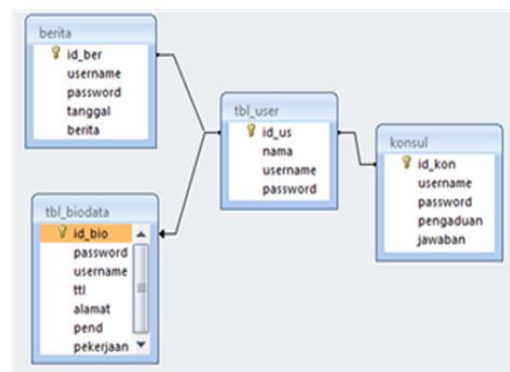 berita
id_ber
username
password
tanggal
berita
tbl_user
id_us
nama
username
password
konsul
id_kon
username
password
pengaduan
jawaban
tbl_biodata
id_bio
password
username
ttl
alamat
pend
pekerjaan